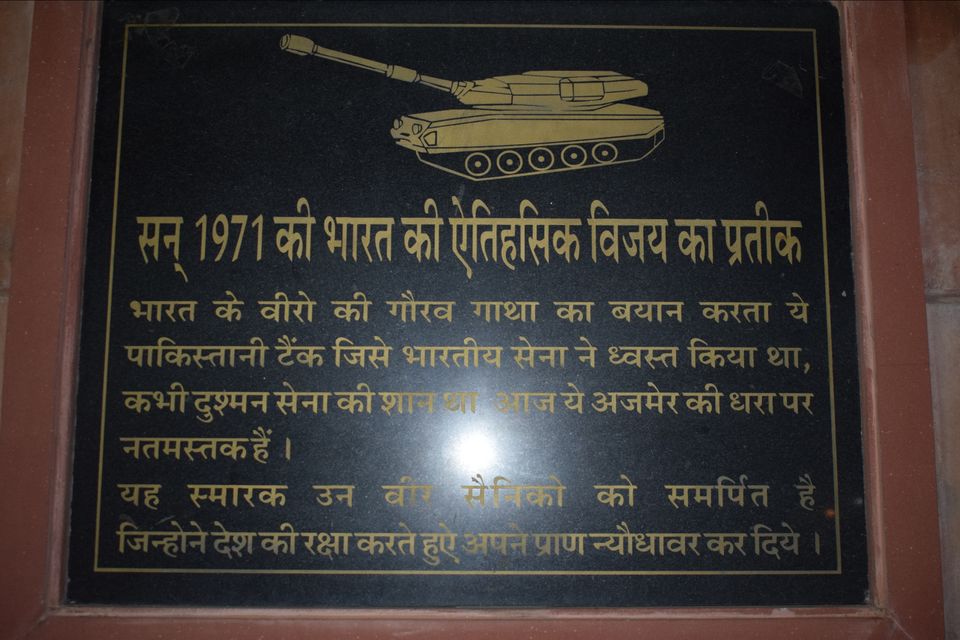 सन् 1971 की भारत की ऐतिहसिक विजय का प्रतीक
भारत के वीरो की गौरव गाथा का बयान करता ये
पाकिस्तानी टैंक जिसे भारतीय सेना ने ध्वस्त किया था,
कभी दुश्मन सेना की शान था आज ये अजमेर की धरा पर
नतमस्तक हैं ।
यह स्मारक उन वीर सैनिको को समर्पित है
जिन्होने देश की रक्षा करते हुऐ अपने प्राण न्यौधावर कर दिये ।